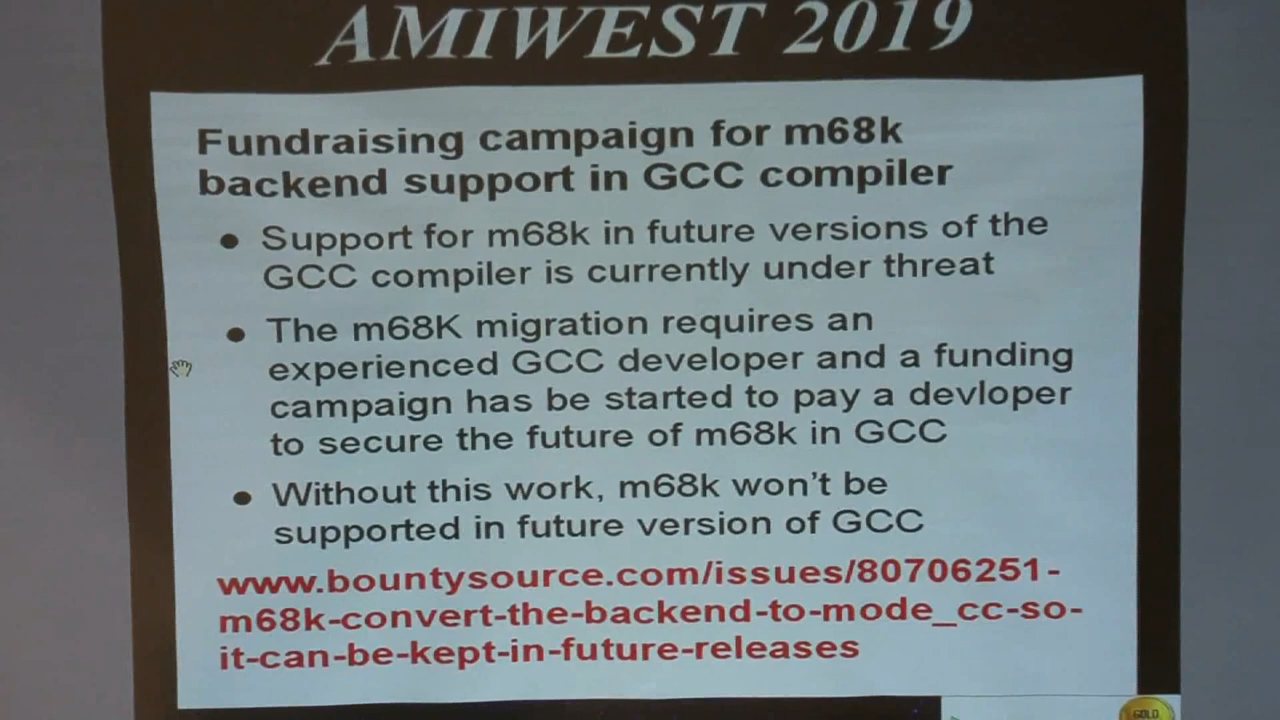 AMIWEST 2019
Fundraising campaign for m68k
backend support in GCC compiler
• Support for m68k in future versions of the
GCC compiler is currently under threat
• The m68K migration requires an
experienced GCC developer and a funding
campaign has be started to pay a devloper
to secure the future of m68k in GCC
• Without this work, m68k won't be
supported in future version of GCC
www.bountysource.com/issues/80706251-
m68k-convert-the-backend-to-mode_cc-so-
it-can-be-kept-in-future-releases
GOLD